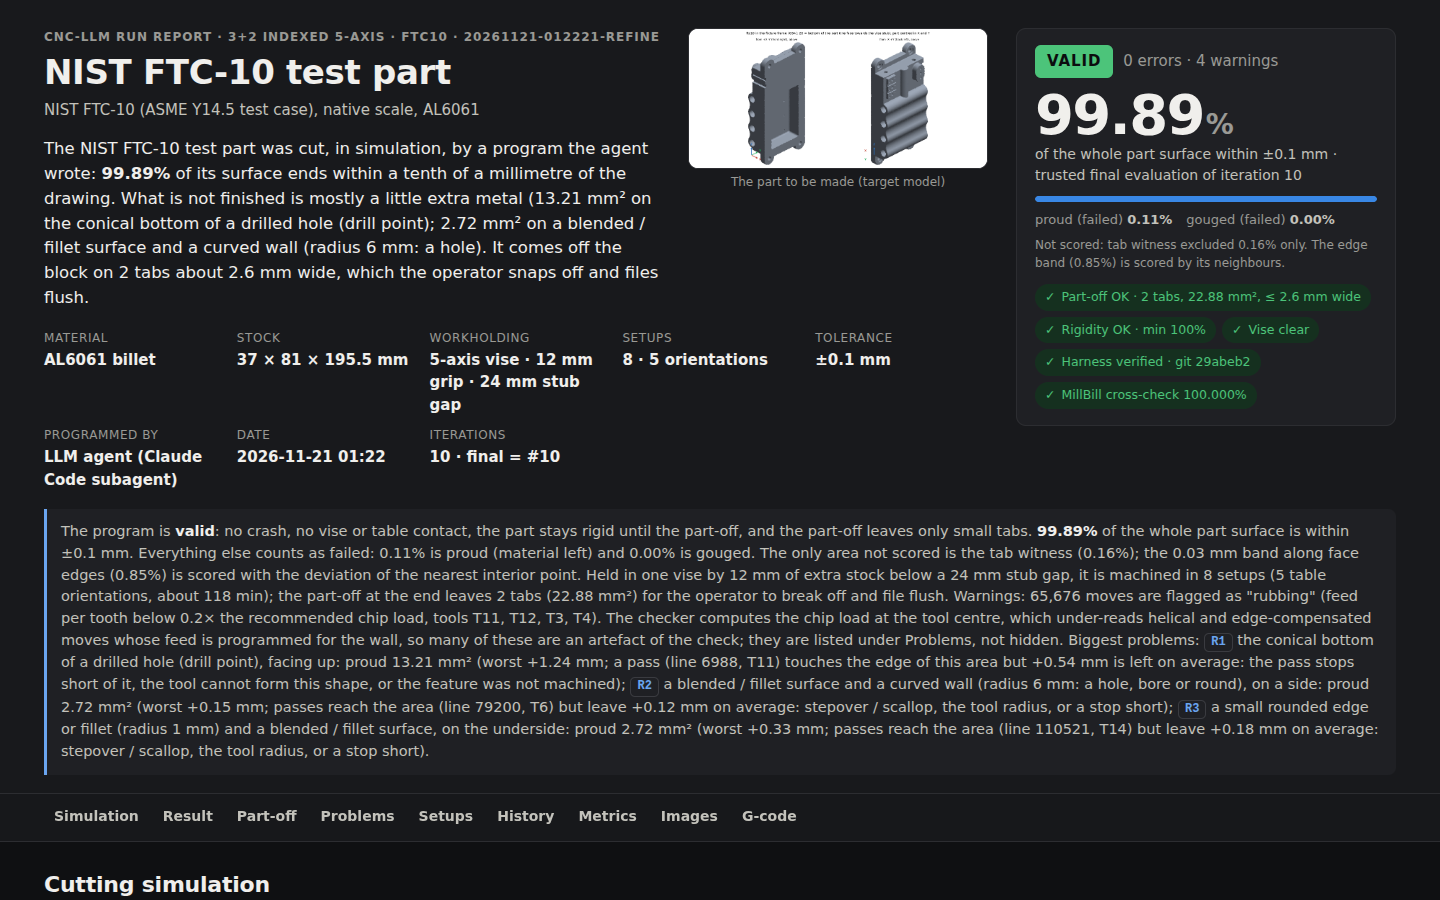 CNC-LLM RUN REPORT · 3+2 INDEXED 5-AXIS · FTC10 · 20261121-012221-REFINE
NIST FTC-10 test part
NIST FTC-10 (ASME Y14.5 test case), native scale, AL6061
The NIST FTC-10 test part was cut, in simulation, by a program the agent
wrote: 99.89% of its surface ends within a tenth of a millimetre of the
drawing. What is not finished is mostly a little extra metal (13.21 mm² on
the conical bottom of a drilled hole (drill point); 2.72 mm² on a blended /
fillet surface and a curved wall (radius 6 mm: a hole). It comes off the
block on 2 tabs about 2.6 mm wide, which the operator snaps off and files
flush.
The part to be made (target model)
VALID 0 errors · 4 warnings
99.89%
of the whole part surface within ±0.1 mm ·
trusted final evaluation of iteration 10
proud (failed) 0.11% gouged (failed) 0.00%
Not scored: tab witness excluded 0.16% only. The edge
band (0.85%) is scored by its neighbours.
✓ Part-off OK · 2 tabs, 22.88 mm², ≤ 2.6 mm wide
✓ Rigidity OK · min 100% ✓ Vise clear
✓ Harness verified · git 29abeb2
✓ MillBill cross-check 100.000%
MATERIAL
AL6061 billet
STOCK
37 × 81 × 195.5 mm
WORKHOLDING
5-axis vise · 12 mm
grip · 24 mm stub
gap
SETUPS
8 · 5 orientations
TOLERANCE
±0.1 mm
PROGRAMMED BY
LLM agent (Claude
Code subagent)
DATE
2026-11-21 01:22
ITERATIONS
10 · final = #10
The program is valid: no crash, no vise or table contact, the part stays rigid until the part-off, and the part-off leaves only small tabs. 99.89% of the whole part surface is within
±0.1 mm. Everything else counts as failed: 0.11% is proud (material left) and 0.00% is gouged. The only area not scored is the tab witness (0.16%); the 0.03 mm band along face
edges (0.85%) is scored with the deviation of the nearest interior point. Held in one vise by 12 mm of extra stock below a 24 mm stub gap, it is machined in 8 setups (5 table
orientations, about 118 min); the part-off at the end leaves 2 tabs (22.88 mm²) for the operator to break off and file flush. Warnings: 65,676 moves are flagged as "rubbing" (feed
per tooth below 0.2× the recommended chip load, tools T11, T12, T3, T4). The checker computes the chip load at the tool centre, which under-reads helical and edge-compensated
moves whose feed is programmed for the wall, so many of these are an artefact of the check; they are listed under Problems, not hidden. Biggest problems: R1 the conical bottom
of a drilled hole (drill point), facing up: proud 13.21 mm² (worst +1.24 mm; a pass (line 6988, T11) touches the edge of this area but +0.54 mm is left on average: the pass stops
short of it, the tool cannot form this shape, or the feature was not machined); R2 a blended / fillet surface and a curved wall (radius 6 mm: a hole, bore or round), on a side: proud
2.72 mm² (worst +0.15 mm; passes reach the area (line 79200, T6) but leave +0.12 mm on average: stepover / scallop, the tool radius, or a stop short); R3 a small rounded edge
or fillet (radius 1 mm) and a blended / fillet surface, on the underside: proud 2.72 mm² (worst +0.33 mm; passes reach the area (line 110521, T14) but leave +0.18 mm on average:
stepover / scallop, the tool radius, or a stop short).
Simulation Result Part-off Problems Setups History Metrics Images G-code
Cutting simulation